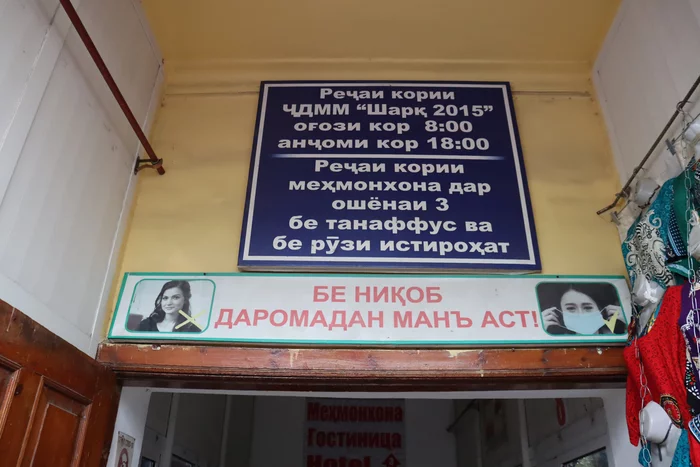 Реҷаи кории
ҶДММ “Шарқ 2015”
оғози кор 8:00
анҷоми кор 18:00
Реҷаи кории
меҳмонхона дар
ошёнаи 3
бе танаффус ва
бе рӯзи истироҳат
БЕ НИҚОБ
ДАРОМАДАН МАНЪ АСТ!
Меҳмонхона
Гостиница
Hotel